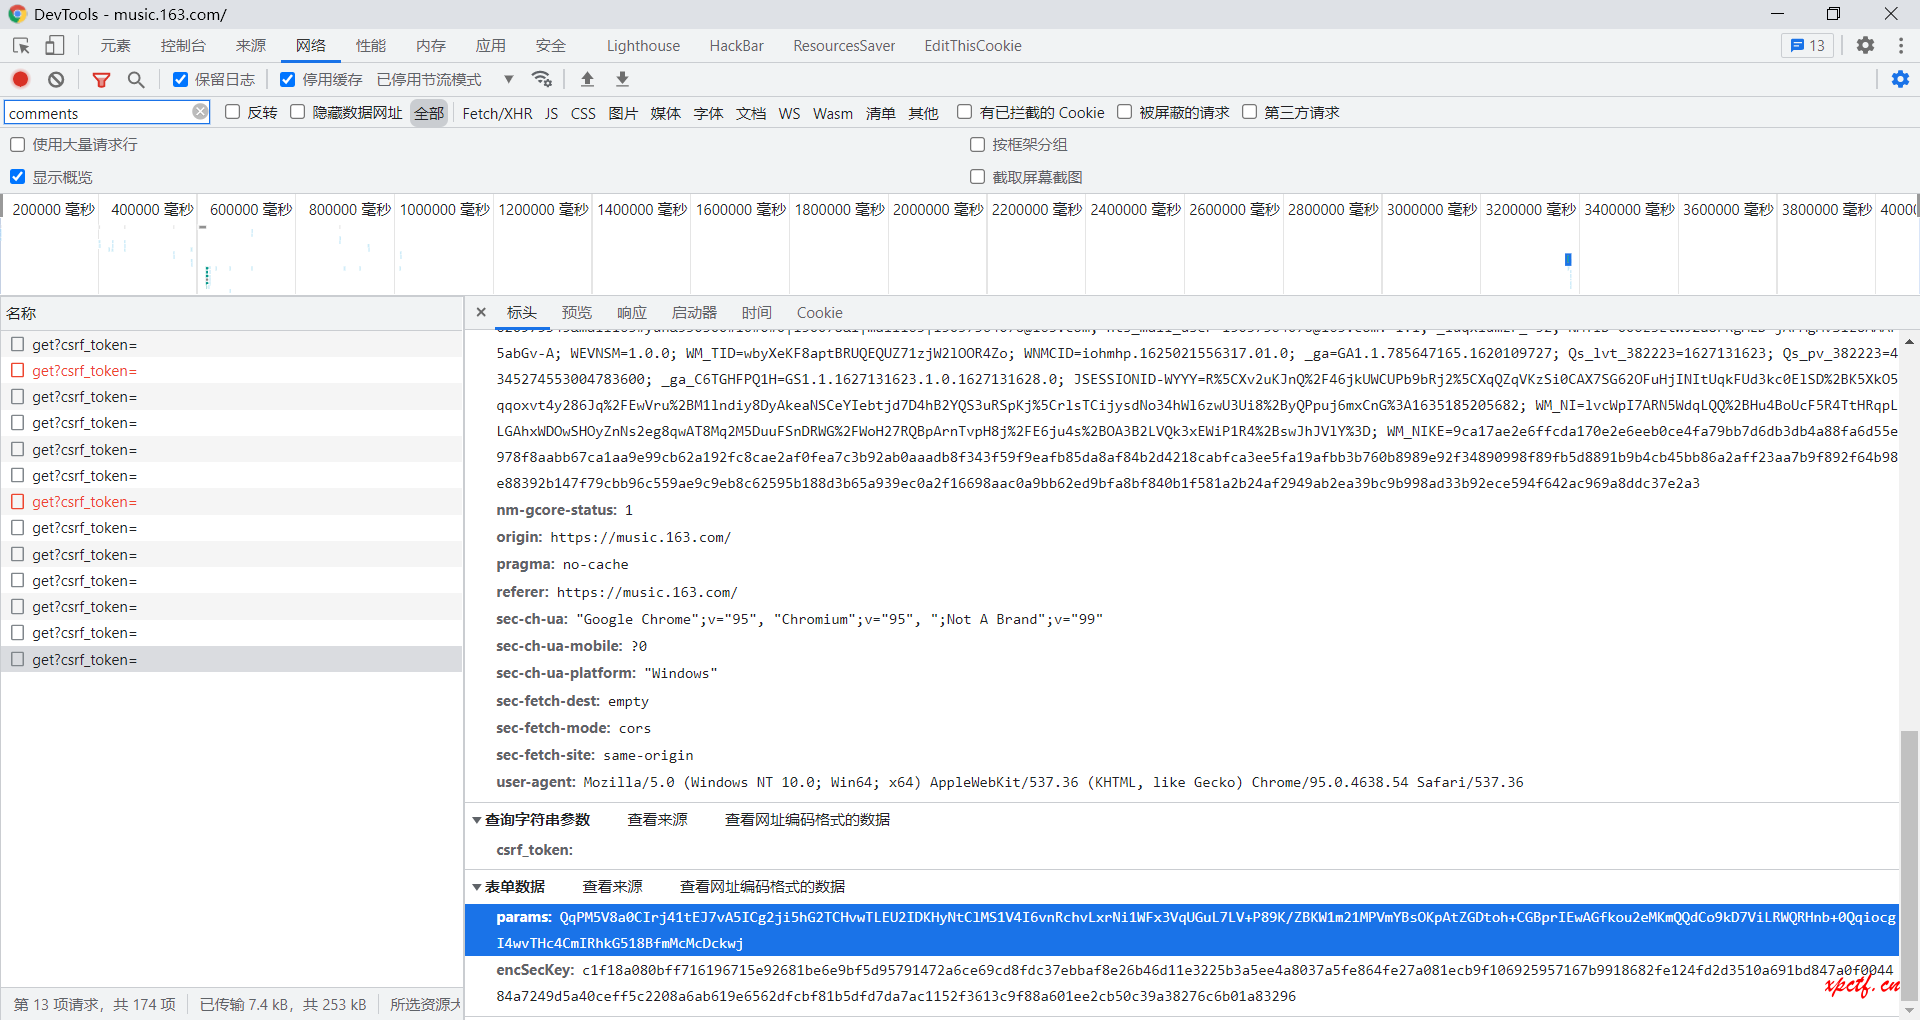 DevTools - music.163.com/
元素 控制台 来源 网络 性能 内存 应用 安全 Lighthouse HackBar ResourcesSaver EditThisCookie 13
保留日志 停用缓存 已停用节流模式
comments 反转 隐藏数据网址 全部 Fetch/XHR JS CSS 图片 媒体 字体 文档 WS Wasm 清单 其他 有已拦截的 Cookie 被屏蔽的请求 第三方请求
使用大量请求行 按框架分组
显示概览 截取屏幕截图
200000 毫秒 400000 毫秒 600000 毫秒 800000 毫秒 1000000 毫秒 1200000 毫秒 1400000 毫秒 1600000 毫秒 1800000 毫秒 2000000 毫秒 2200000 毫秒 2400000 毫秒 2600000 毫秒 2800000 毫秒 3000000 毫秒 3200000 毫秒 3400000 毫秒 3600000 毫秒 3800000 毫秒
名称
get?csrf_token=
get?csrf_token=
get?csrf_token=
get?csrf_token=
get?csrf_token=
get?csrf_token=
get?csrf_token=
get?csrf_token=
get?csrf_token=
get?csrf_token=
get?csrf_token=
get?csrf_token=
get?csrf_token=
第 13 项请求，共 174 项 已传输 7.4 kB，共 253 kB 所选资源大
标头 预览 响应 启动器 时间 Cookie
5abGv-A; WEVNSM=1.0.0; WM_TID=wbyXeKF8aptBRUQEQUZ71zjW2lOOR4Zo; WNMCID=iohmhp.1625021556317.01.0; _ga=GA1.1.785647165.1620109727; Qs_lvt_382223=1627131623; Qs_pv_382223=4
345274553004783600; _ga_C6TGHFPQ1H=GS1.1.1627131623.1.0.1627131628.0; JSESSIONID-WYYY=R%5CXv2uKJnQ%2F46jkUWCUPb9bRj2%5CXqQZqVKzSi0CAX7SG62OFuHjINItUqkFUd3kc0ElSD%2BK5XkO5
qqoxvt4y286Jq%2FEwVru%2BM1lndiy8DyAkeaNSCeYIebtjd7D4hB2YQS3uRSpKj%5CrlsTCijysdNo34hWl6zwU3Ui8%2ByQPpuj6mxCnG%3A1635185205682; WM_NI=lvcWpI7ARN5WdqLQQ%2BHu4BoUcF5R4TtHRqpL
LGAhxWDOwSHOyZnNs2eg8qwAT8Mq2M5DuuFSnDRWG%2FWoH27RQBpArnTvpH8j%2FE6ju4s%2BOA3B2LVQk3xEWiP1R4%2BswJhJVlY%3D; WM_NIKE=9ca17ae2e6ffcda170e2e6eeb0ce4fa79bb7d6db3db4a88fa6d55e
978f8aabb67ca1aa9e99cb62a192fc8cae2af0fea7c3b92ab0aaadb8f343f59f9eafb85da8af84b2d4218cabfca3ee5fa19afbb3b760b8989e92f34890998f89fb5d8891b9b4cb45bb86a2aff23aa7b9f892f64b98
e88392b147f79cbb96c559ae9c9eb8c62595b188d3b65a939ec0a2f16698aac0a9bb62ed9bfa8bf840b1f581a2b24af2949ab2ea39bc9b998ad33b92ece594f642ac969a8ddc37e2a3
nm-gcore-status: 1
origin: https://music.163.com/
pragma: no-cache
referer: https://music.163.com/
sec-ch-ua: "Google Chrome";v="95", "Chromium";v="95", ";Not A Brand";v="99"
sec-ch-ua-mobile: ?0
sec-ch-ua-platform: "Windows"
sec-fetch-dest: empty
sec-fetch-mode: cors
sec-fetch-site: same-origin
user-agent: Mozilla/5.0 (Windows NT 10.0; Win64; x64) AppleWebKit/537.36 (KHTML, like Gecko) Chrome/95.0.4638.54 Safari/537.36
查询字符串参数 查看来源 查看网址编码格式的数据
csrf_token:
表单数据 查看来源 查看网址编码格式的数据
params: QqPM5V8a0CIrj41tEJ7vA5ICg2ji5hG2TCHvwTLEU2IDKHyNtClMS1V4I6vnRchvLxrNi1WFx3VqUGuL7LV+P89K/ZBKW1m21MPVmYBsOKpAtZGDtoh+CGBprIEwAGfkou2eMKmQQdCo9kD7ViLRWQRHnb+0Qqiocg
I4wvTHc4CmIRhkG518BfmMcMcDckwj
encSecKey: c1f18a080bff716196715e92681be6e9bf5d95791472a6ce69cd8fdc37ebbaf8e26b46d11e3225b3a5ee4a8037a5fe864fe27a081ecb9f106925957167b9918682fe124fd2d3510a691bd847a0f0044
84a7249d5a40ceff5c2208a6ab619e6562dfcbf81b5dfd7da7ac1152f3613c9f88a601ee2cb50c39a38276c6b01a83296
xpctf.cn